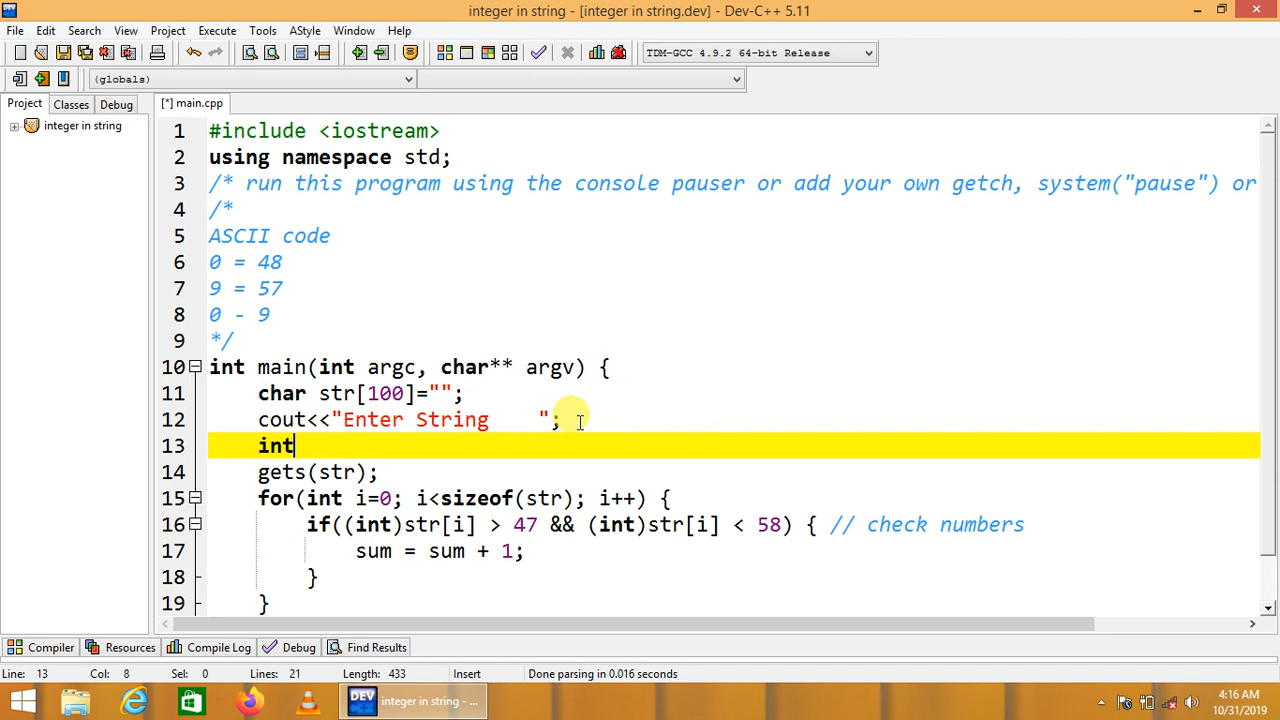 integer in string - [integer in string.dev] - Dev-C++ 5.11
File Edit Search View Project Execute Tools AStyle Window Help
TDM-GCC 4.9.2 64-bit Release
(globals)
Project Classes Debug [*] main.cpp
integer in string
1 #include <iostream>
2 using namespace std;
3 /* run this program using the console pauser or add your own getch, system("pause") or
4 /*
5 ASCII code
6 0 = 48
7 9 = 57
8 0 - 9
9 */
10 int main(int argc, char** argv) {
11 char str[100]="";
12 cout<<"Enter String    ";
13 int
14 gets(str);
15 for(int i=0; i<sizeof(str); i++) {
16 if((int)str[i] > 47 && (int)str[i] < 58) { // check numbers
17 sum = sum + 1;
18 }
19 }
Compiler Resources Compile Log Debug Find Results
Line: 13 Col: 8 Sel: 0 Lines: 21 Length: 433 Insert Done parsing in 0.016 seconds
DEV integer in string - ...
4:16 AM
10/31/2019